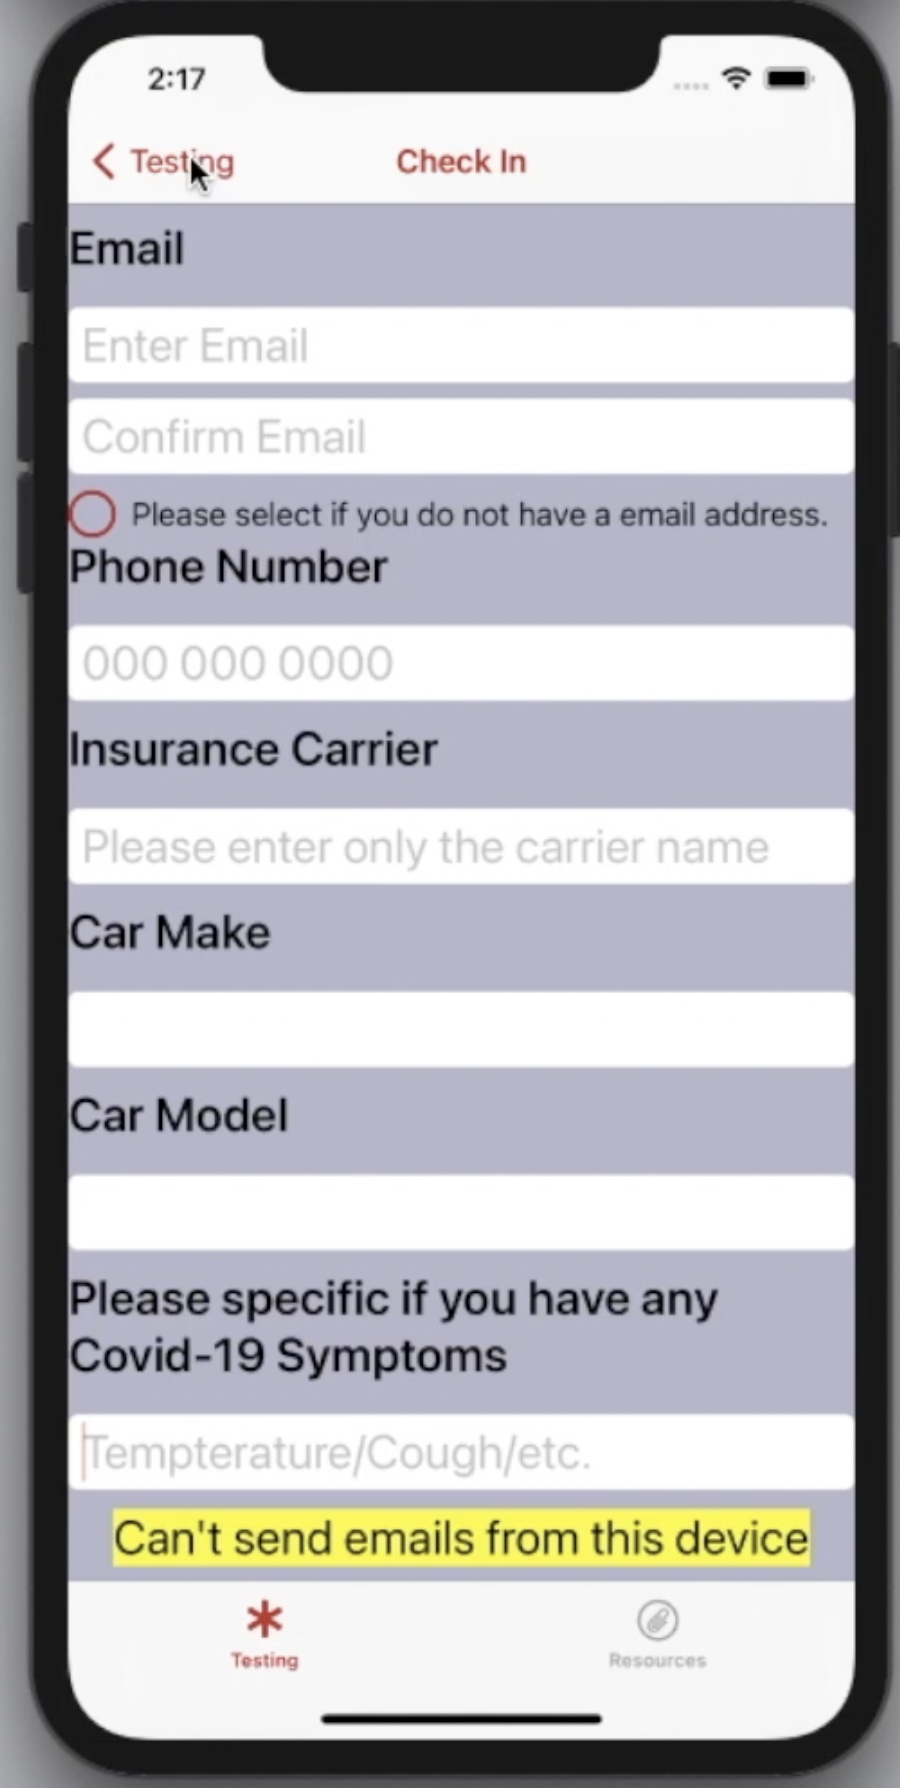 2:17
Testing
Check In
Email
Enter Email
Confirm Email
Please select if you do not have a email address.
Phone Number
000 000 0000
Insurance Carrier
Please enter only the carrier name
Car Make
Car Model
Please specific if you have any
Covid-19 Symptoms
Tempterature/Cough/etc.
Can't send emails from this device
Testing
Resources